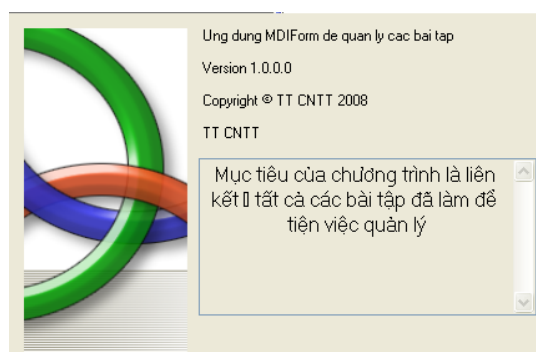 Ung dung MDIForm de quan ly cac bai tap
Version 1.0.0.0
Copyright © TT CNTT 2008
TT CNTT
Mục tiêu của chương trình là liên
kết tất cả các bài tập đã làm để
tiện việc quản lý